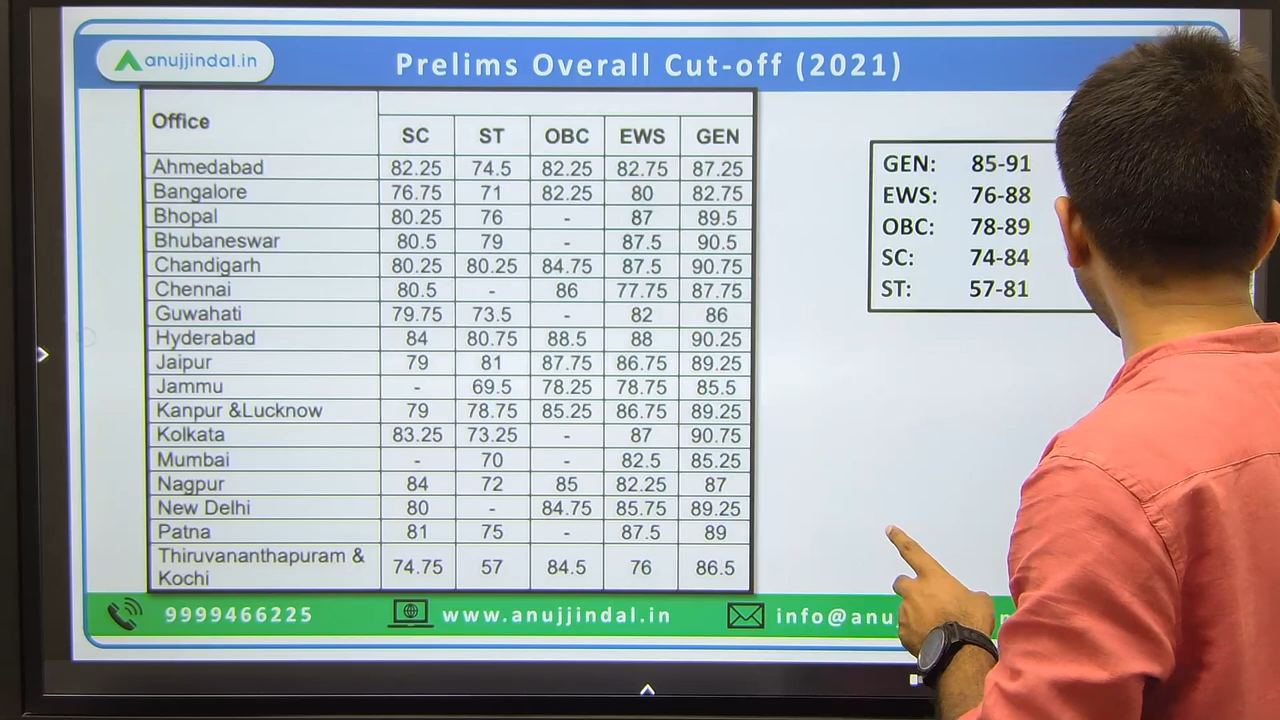 anujjindal.in
Prelims Overall Cut-off (2021)
Office SC ST OBC EWS GEN
Ahmedabad 82.25 74.5 82.25 82.75 87.25
Bangalore 76.75 71 82.25 80 82.75
Bhopal 80.25 76 - 87 89.5
Bhubaneswar 80.5 79 - 87.5 90.5
Chandigarh 80.25 80.25 84.75 87.5 90.75
Chennai 80.5 - 86 77.75 87.75
Guwahati 79.75 73.5 - 82 86
Hyderabad 84 80.75 88.5 88 90.25
Jaipur 79 81 87.75 86.75 89.25
Jammu - 69.5 78.25 78.75 85.5
Kanpur &Lucknow 79 78.75 85.25 86.75 89.25
Kolkata 83.25 73.25 - 87 90.75
Mumbai - 70 - 82.5 85.25
Nagpur 84 72 85 82.25 87
New Delhi 80 - 84.75 85.75 89.25
Patna 81 75 - 87.5 89
Thiruvananthapuram &
Kochi 74.75 57 84.5 76 86.5
GEN: 85-91
EWS: 76-88
OBC: 78-89
SC: 74-84
ST: 57-81
9999466225 www.anujjindal.in